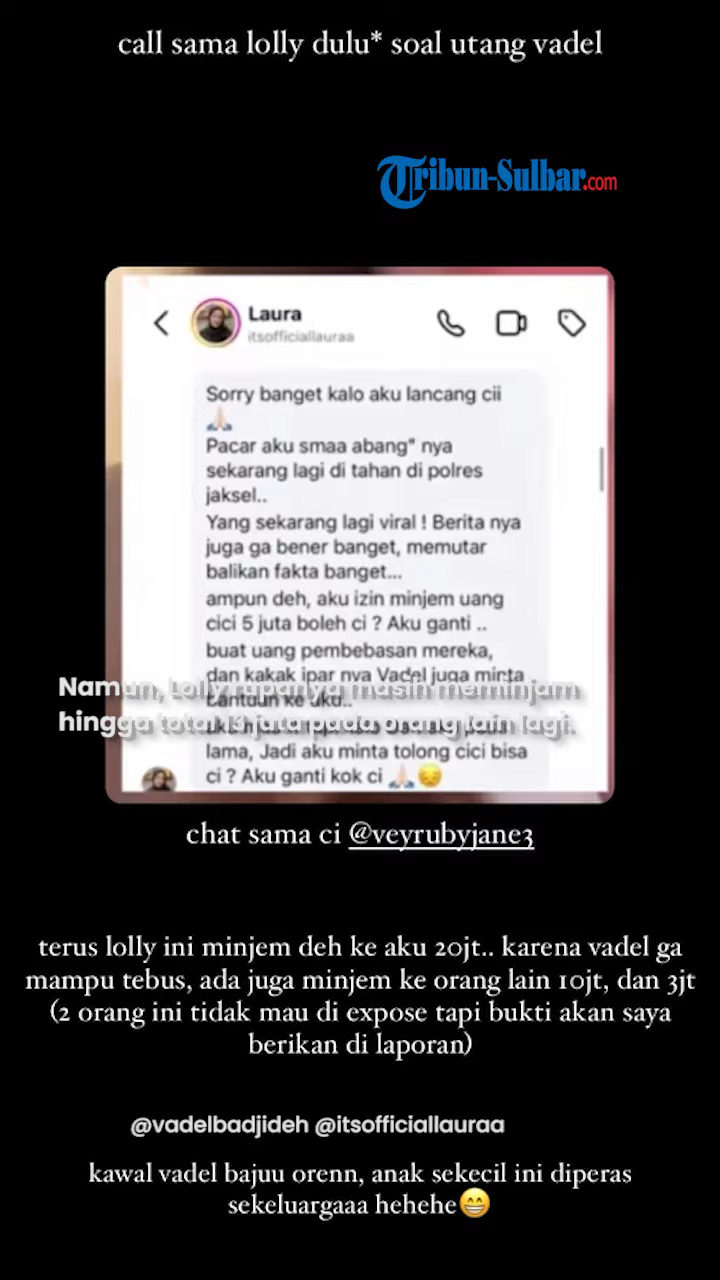 call sama lolly dulu* soal utang vadel
Tribun-Sulbar.com
Laura
itsofficiallauraa
Sorry banget kalo aku lancang cii
🙏🏻
Pacar aku smaa abang" nya
sekarang lagi di tahan di polres
jaksel..
Yang sekarang lagi viral ! Berita nya
juga ga bener banget, memutar
balikan fakta banget...
ampun deh, aku izin minjem uang
cici 5 juta boleh ci ? Aku ganti ..
buat uang pembebasan mereka,
dan kakak ipar nya Vadel juga minta
bantuan ke aku..
Namun, Lolly rupanya masih meminjam
hingga total 13 juta pada orang lain lagi.
lama, Jadi aku minta tolong cici bisa
ci ? Aku ganti kok ci 🙏🏻😔
chat sama ci @veyrubyjane3
terus lolly ini minjem deh ke aku 20jt.. karena vadel ga
mampu tebus, ada juga minjem ke orang lain 10jt, dan 3jt
(2 orang ini tidak mau di expose tapi bukti akan saya
berikan di laporan)
@vadelbadjideh @itsofficiallauraa
kawal vadel bajuu orenn, anak sekecil ini diperas
sekeluargaaa hehehe😁